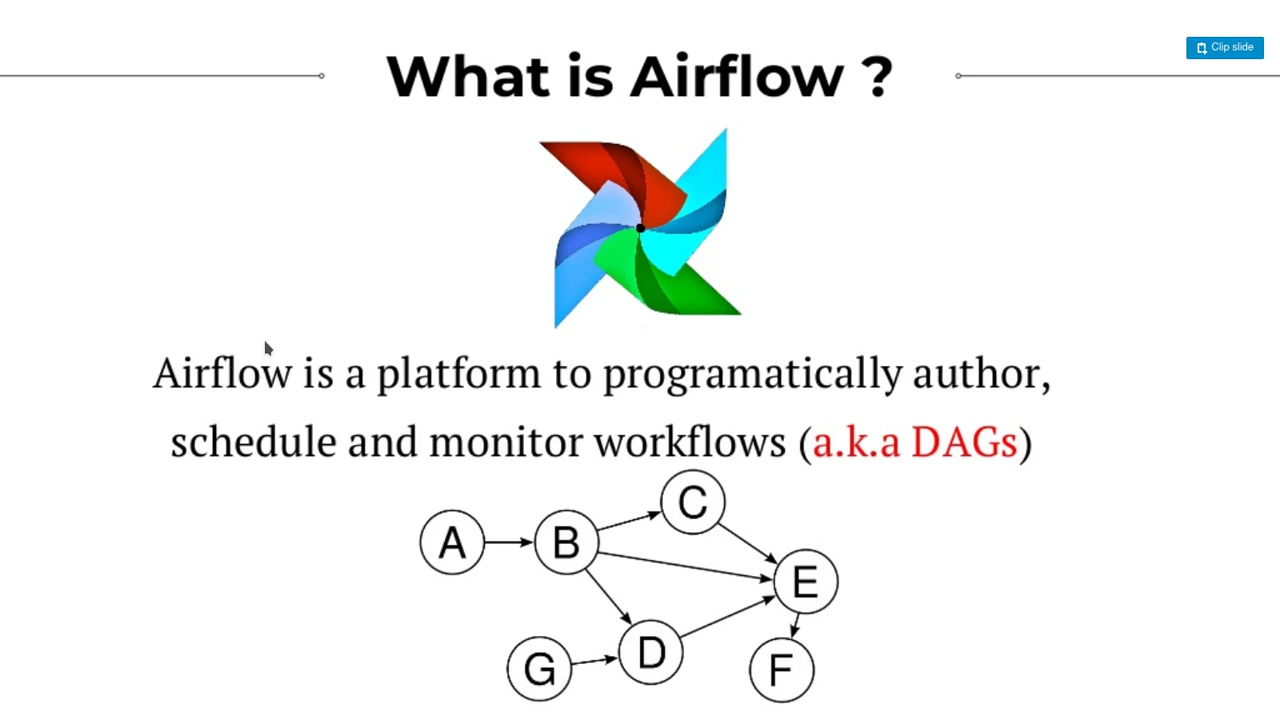 Clip slide
What is Airflow ?
Airflow is a platform to programatically author,
schedule and monitor workflows (a.k.a DAGs)
C
A
B
E
D
G
F